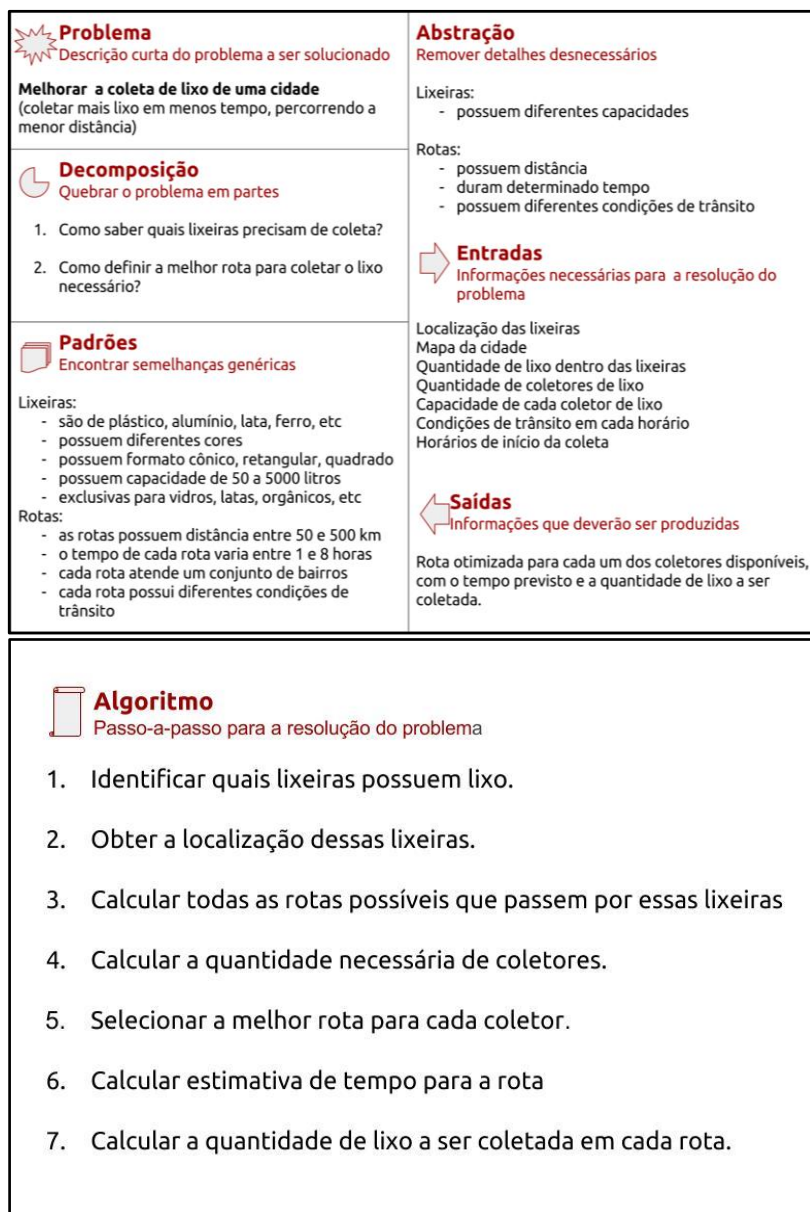 Problema
Descrição curta do problema a ser solucionado
Melhorar a coleta de lixo de uma cidade
(coletar mais lixo em menos tempo, percorrendo a
menor distância)
Decomposição
Quebrar o problema em partes
1. Como saber quais lixeiras precisam de coleta?
2. Como definir a melhor rota para coletar o lixo
necessário?
Padrões
Encontrar semelhanças genéricas
Lixeiras:
- são de plástico, alumínio, lata, ferro, etc
- possuem diferentes cores
- possuem formato cônico, retangular, quadrado
- possuem capacidade de 50 a 5000 litros
- exclusivas para vidros, latas, orgânicos, etc
Rotas:
- as rotas possuem distância entre 50 e 500 km
- o tempo de cada rota varia entre 1 e 8 horas
- cada rota atende um conjunto de bairros
- cada rota possui diferentes condições de
trânsito
Abstração
Remover detalhes desnecessários
Lixeiras:
- possuem diferentes capacidades
Rotas:
- possuem distância
- duram determinado tempo
- possuem diferentes condições de trânsito
Entradas
Informações necessárias para a resolução do
problema
Localização das lixeiras
Mapa da cidade
Quantidade de lixo dentro das lixeiras
Quantidade de coletores de lixo
Capacidade de cada coletor de lixo
Condições de trânsito em cada horário
Horários de início da coleta
Saídas
Informações que deverão ser produzidas
Rota otimizada para cada um dos coletores disponíveis,
com o tempo previsto e a quantidade de lixo a ser
coletada.
Algoritmo
Passo-a-passo para a resolução do problema
1. Identificar quais lixeiras possuem lixo.
2. Obter a localização dessas lixeiras.
3. Calcular todas as rotas possíveis que passem por essas lixeiras
4. Calcular a quantidade necessária de coletores.
5. Selecionar a melhor rota para cada coletor.
6. Calcular estimativa de tempo para a rota
7. Calcular a quantidade de lixo a ser coletada em cada rota.